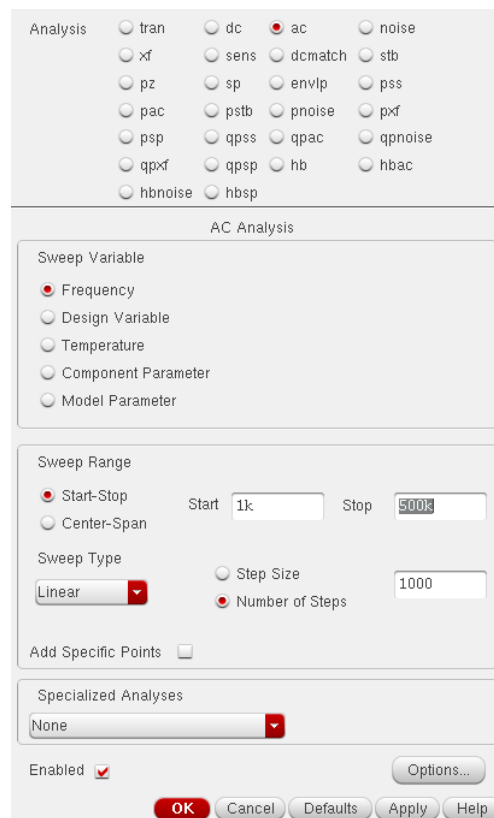 Analysis tran dc ac noise
xf sens dcmatch stb
pz sp envlp pss
pac pstb pnoise pxf
psp qpss qpac qpnoise
qpxf qpsp hb hbac
hbnoise hbsp
AC Analysis
Sweep Variable
Frequency
Design Variable
Temperature
Component Parameter
Model Parameter
Sweep Range
Start-Stop Start 1k Stop 500k
Center-Span
Sweep Type
Step Size
Linear 1000
Number of Steps
Add Specific Points
Specialized Analyses
None
Enabled Options...
OK Cancel Defaults Apply Help